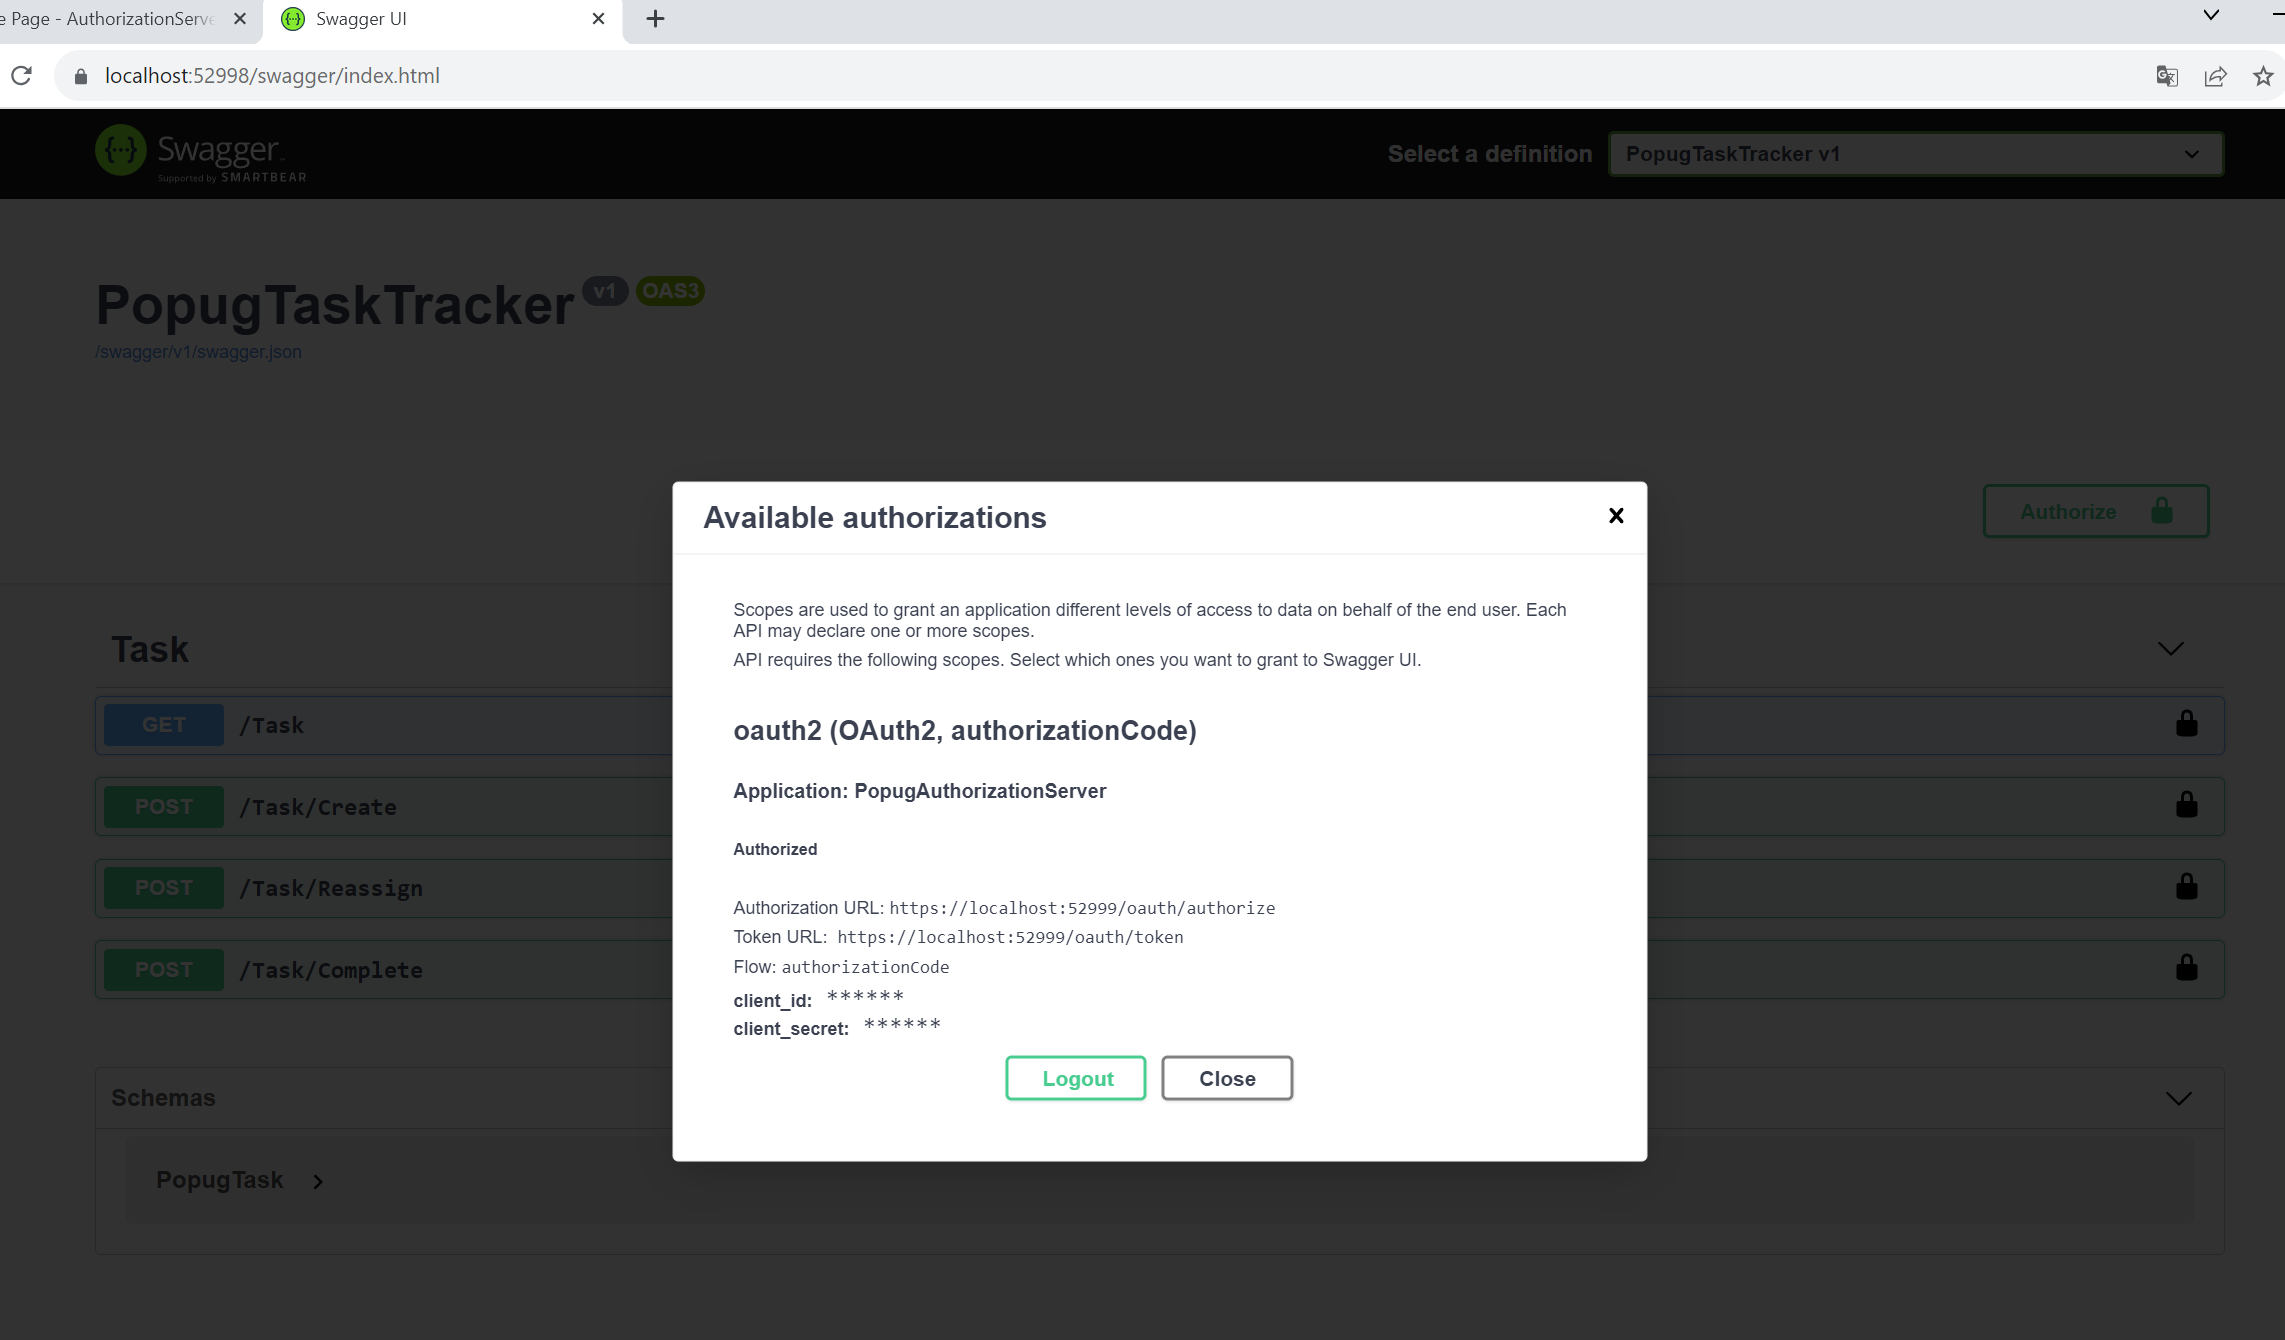 e Page - AuthorizationServe
Swagger UI
localhost:52998/swagger/index.html
Swagger
Supported by SMARTBEAR
Select a definition
PopugTaskTracker v1
PopugTaskTracker v1 OAS3
/swagger/v1/swagger.json
Authorize
Available authorizations
Scopes are used to grant an application different levels of access to data on behalf of the end user. Each
API may declare one or more scopes.
API requires the following scopes. Select which ones you want to grant to Swagger UI.
oauth2 (OAuth2, authorizationCode)
Application: PopugAuthorizationServer
Authorized
Authorization URL: https://localhost:52999/oauth/authorize
Token URL: https://localhost:52999/oauth/token
Flow: authorizationCode
client_id: ******
client_secret: ******
Logout
Close
Task
GET /Task
POST /Task/Create
POST /Task/Reassign
POST /Task/Complete
Schemas
PopugTask